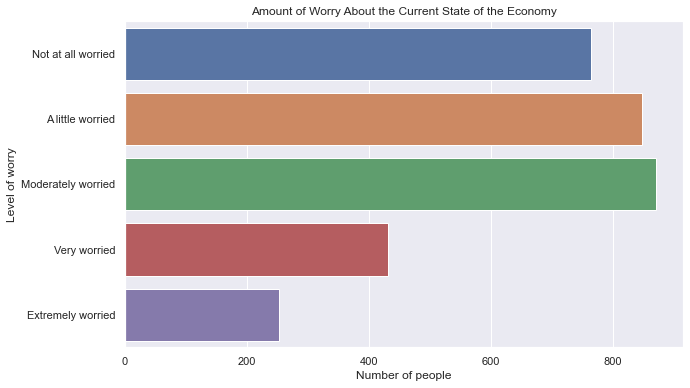 Amount of Worry About the Current State of the Economy
Level of worry
Not at all worried
A little worried
Moderately worried
Very worried
Extremely worried
0 200 400 600 800
Number of people